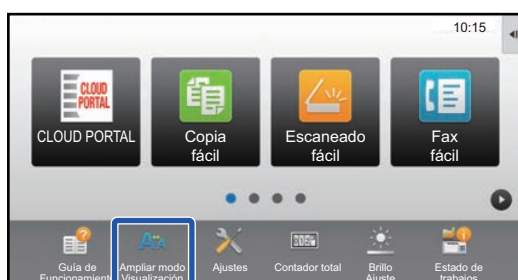 10:15
CLOUD
PORTAL
CLOUD PORTAL
Copia
fácil
Escaneado
fácil
Fax
fácil
Guía de
Funcionamiento
Ampliar modo
Visualización
Ajustes
Contador total
Brillo
Ajuste
Estado de
trabajos